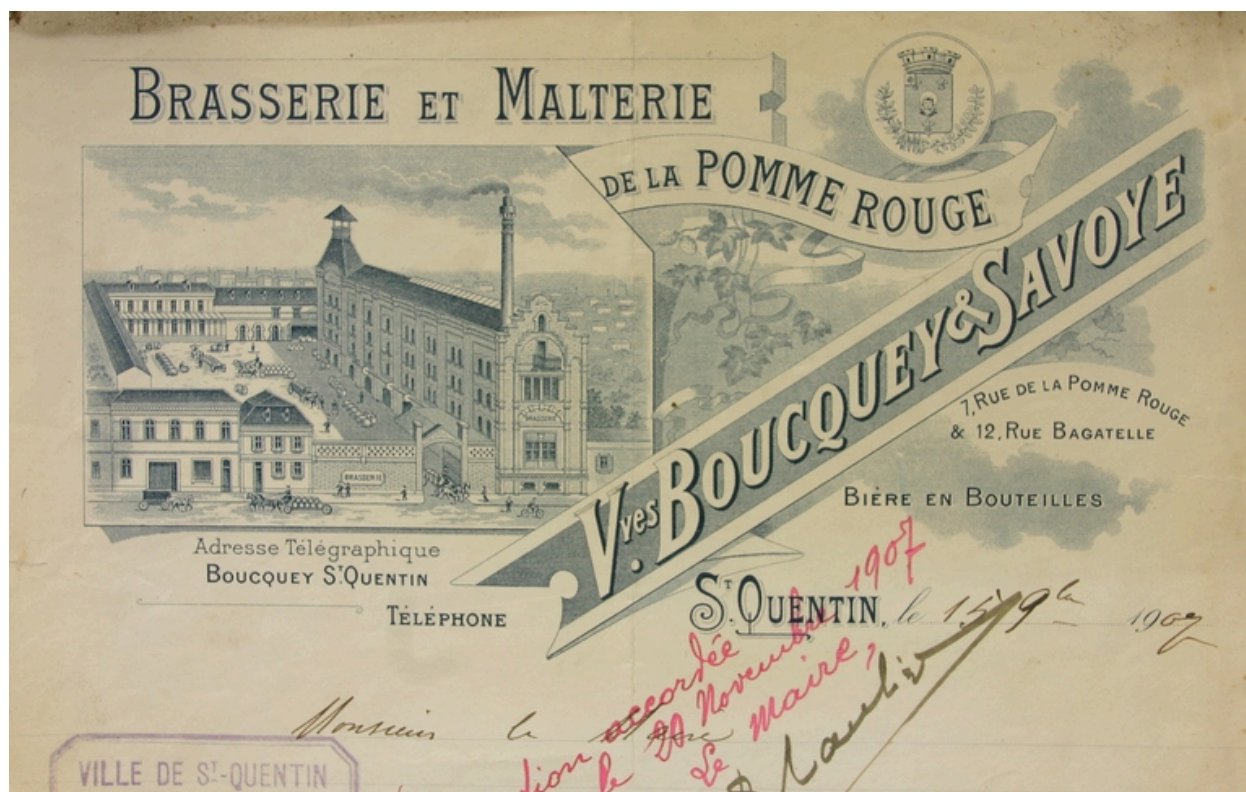 BRASSERIE ET MALTERIE
DE LA POMME ROUGE
Vves BOUCQUEY & SAVOYE
7, RUE DE LA POMME ROUGE
& 12, RUE BAGATELLE
BIÈRE EN BOUTEILLES
BRASSERIE
BRASSERIE
Adresse Télégraphique
BOUCQUEY ST QUENTIN
TÉLÉPHONE
ST QUENTIN, le 15 9bre 1907
Monsieur le Maire
accordée
le 20 Novembre 1907
Le Maire,
VILLE DE ST-QUENTIN